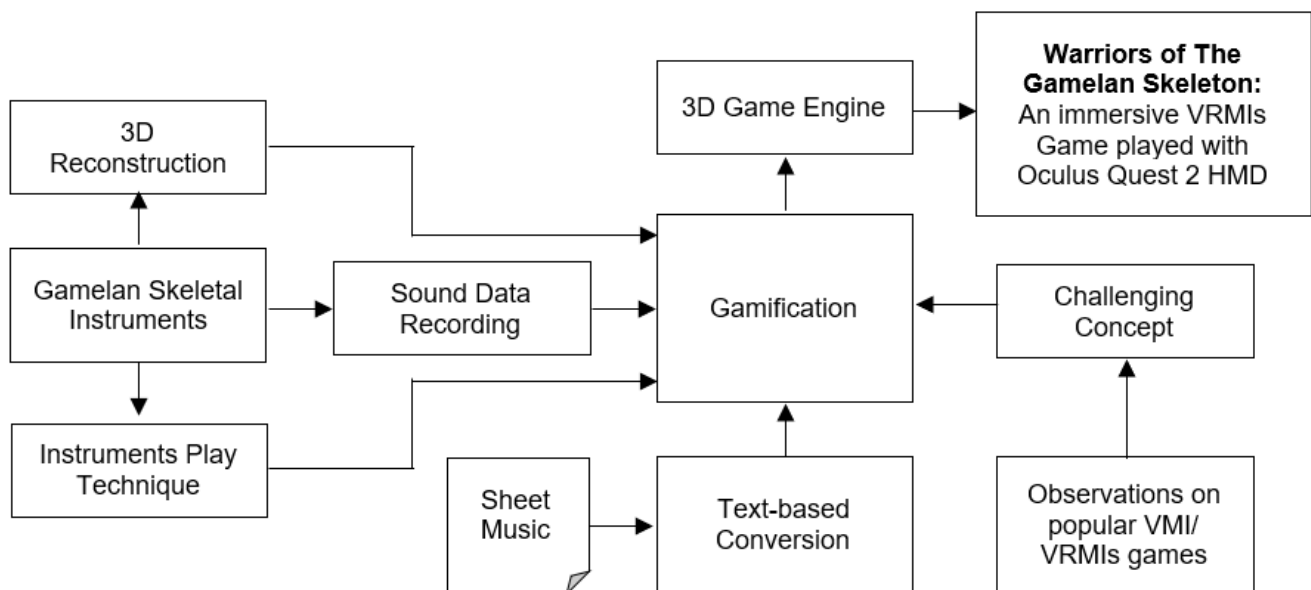 Warriors of The
Gamelan Skeleton:
An immersive VRMIs
Game played with
Oculus Quest 2 HMD
3D Game Engine
3D
Reconstruction
Gamelan Skeletal
Instruments
Sound Data
Recording
Gamification
Challenging
Concept
Instruments Play
Technique
Sheet
Music
Text-based
Conversion
Observations on
popular VMI/
VRMIs games